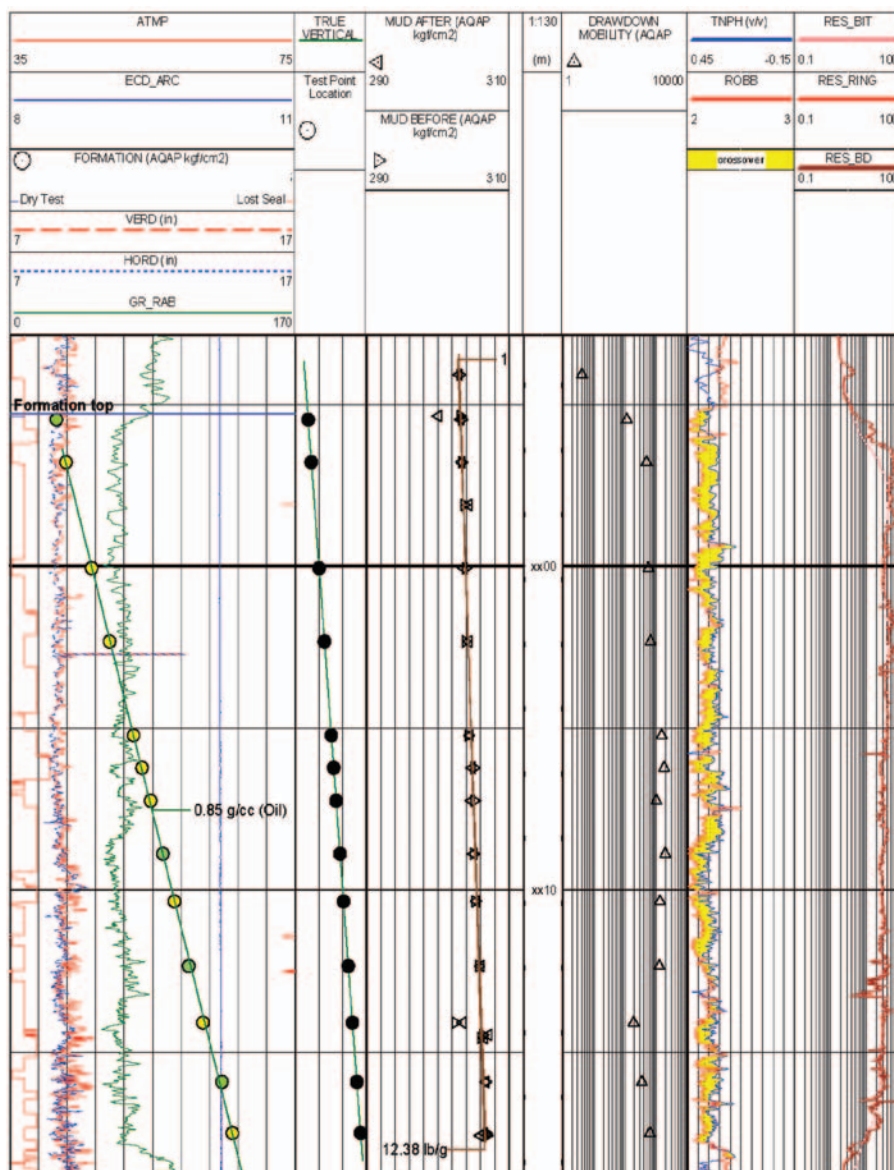 ATMP
35 75
ECD_ARC
8 11
FORMATION (AQAP kgf/cm2)
Dry Test Lost Seal
VERD (in)
7 17
HORD (in)
7 17
GR_RAB
0 170
TRUE
VERTICAL
Test Point
Location
MUD AFTER (AQAP
kgf/cm2)
290 310
MUD BEFORE (AQAP
kgf/cm2)
290 310
1:130
(m)
DRAWDOWN
MOBILITY (AQAP
1 10000
TNPH (v/v)
0.45 -0.15
ROBB
2 3
crossover
RES_BIT
0.1 100
RES_RING
0.1 100
RES_BD
0.1 100
1
Formation top
xx00
0.85 g/cc (Oil)
xx10
12.38 lb/g